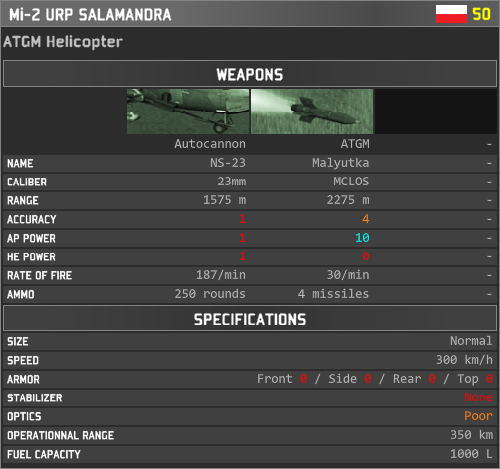 Mi-2 URP SALAMANDRA 50
ATGM Helicopter
WEAPONS
Autocannon ATGM -
NAME NS-23 Malyutka -
CALIBER 23mm MCLOS -
RANGE 1575 m 2275 m -
ACCURACY 1 4 -
AP POWER 1 10 -
HE POWER 1 0 -
RATE OF FIRE 187/min 30/min -
AMMO 250 rounds 4 missiles -
SPECIFICATIONS
SIZE Normal
SPEED 300 km/h
ARMOR Front 0 / Side 0 / Rear 0 / Top 0
STABILIZER None
OPTICS Poor
OPERATIONNAL RANGE 350 km
FUEL CAPACITY 1000 L